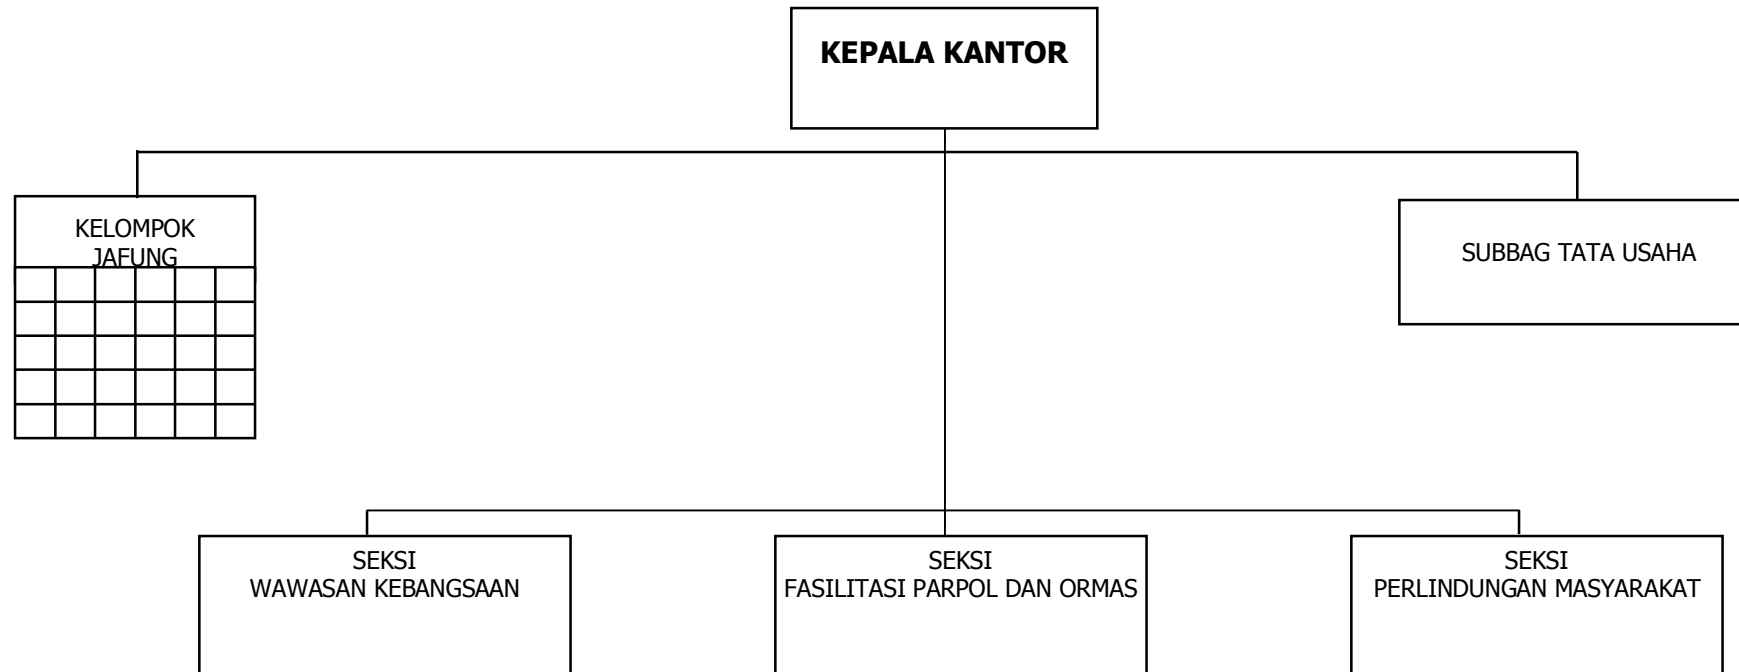 KEPALA KANTOR
KELOMPOK
JAFUNG
SUBBAG TATA USAHA
SEKSI
WAWASAN KEBANGSAAN
SEKSI
FASILITASI PARPOL DAN ORMAS
SEKSI
PERLINDUNGAN MASYARAKAT